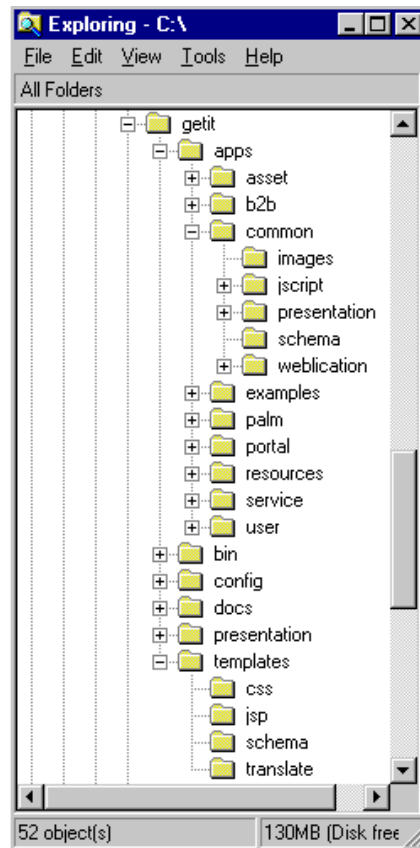 Exploring - C:\
File Edit View Tools Help
All Folders
getit
apps
asset
b2b
common
images
jscript
presentation
schema
weblication
examples
palm
portal
resources
service
user
bin
config
docs
presentation
templates
css
jsp
schema
translate
52 object(s) 130MB (Disk free